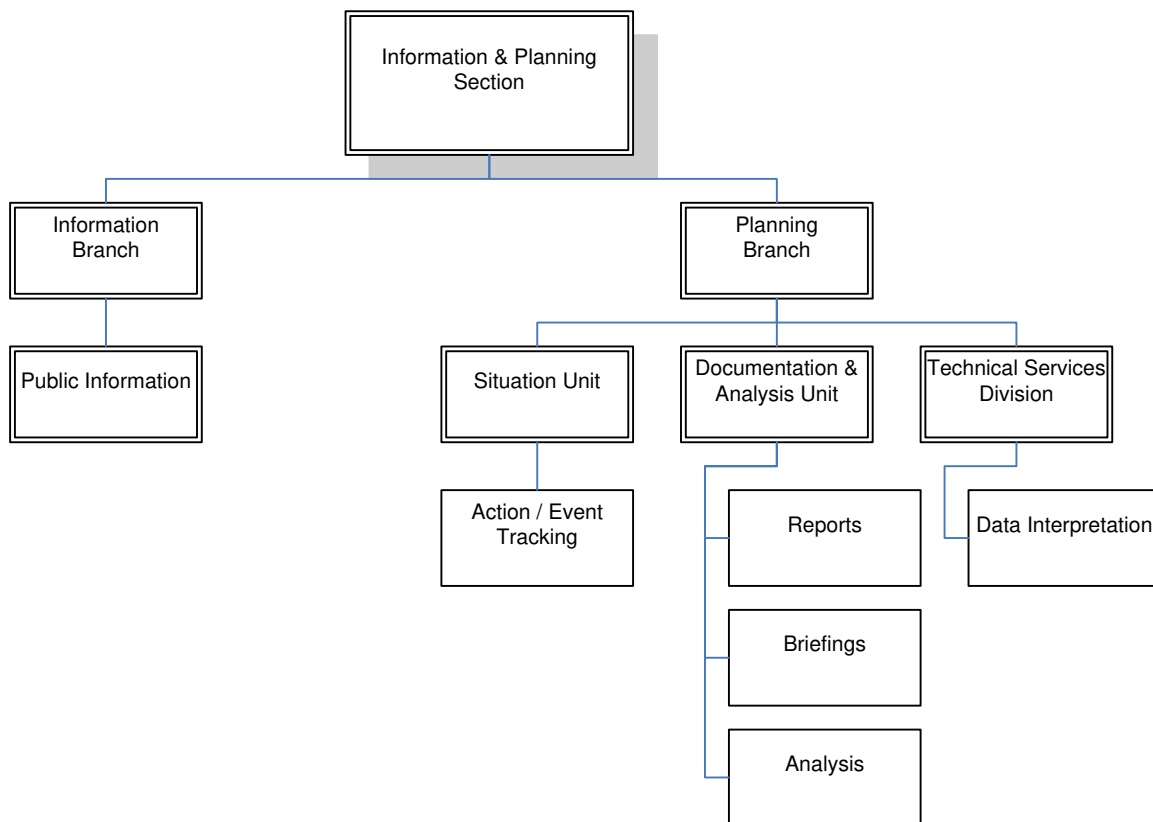 Information & Planning
Section
Information
Branch
Planning
Branch
Public Information
Situation Unit
Documentation &
Analysis Unit
Technical Services
Division
Action / Event
Tracking
Reports
Data Interpretation
Briefings
Analysis